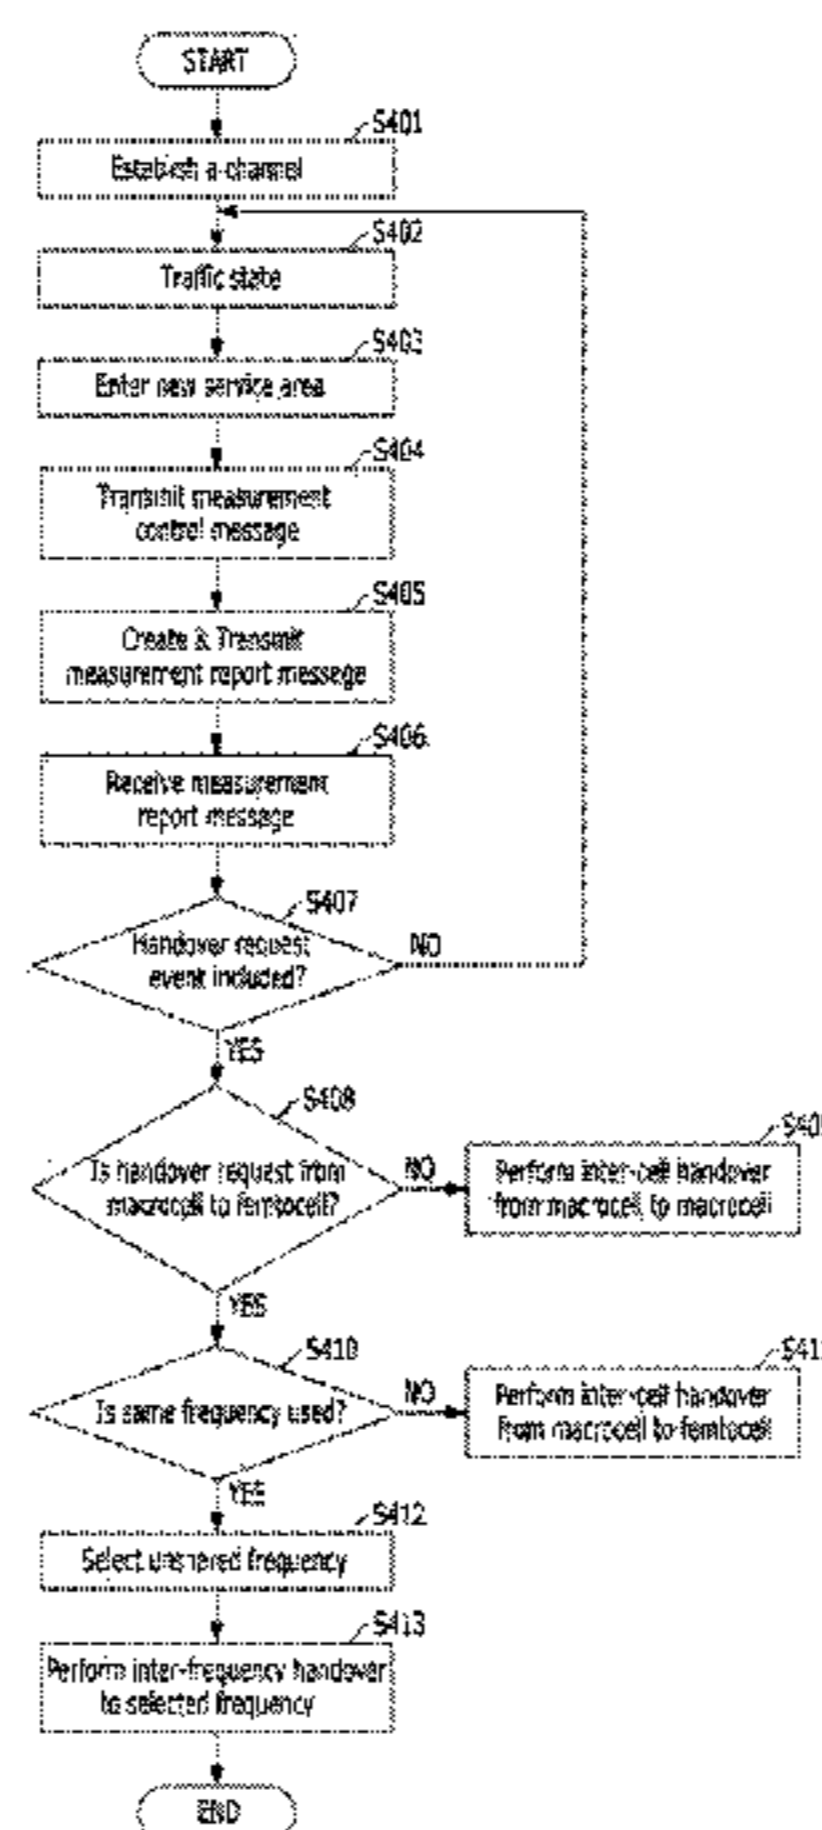 START
S401
Establish a channel
S402
Traffic state
S403
Enter new service area
S404
Transmit measurement
control message
S405
Create & Transmit
measurement report message
S406
Receive measurement
report message
S407
Handover request
event included?
NO
YES
S408
Is handover request from
macrocell to femtocell?
NO
S40
Perform inter-cell handover
from macrocell to macrocell
YES
S410
Is same frequency used?
NO
S41
Perform inter-cell handover
from macrocell to femtocell
YES
S412
Select unshared frequency
S413
Perform inter-frequency handover
to selected frequency
END